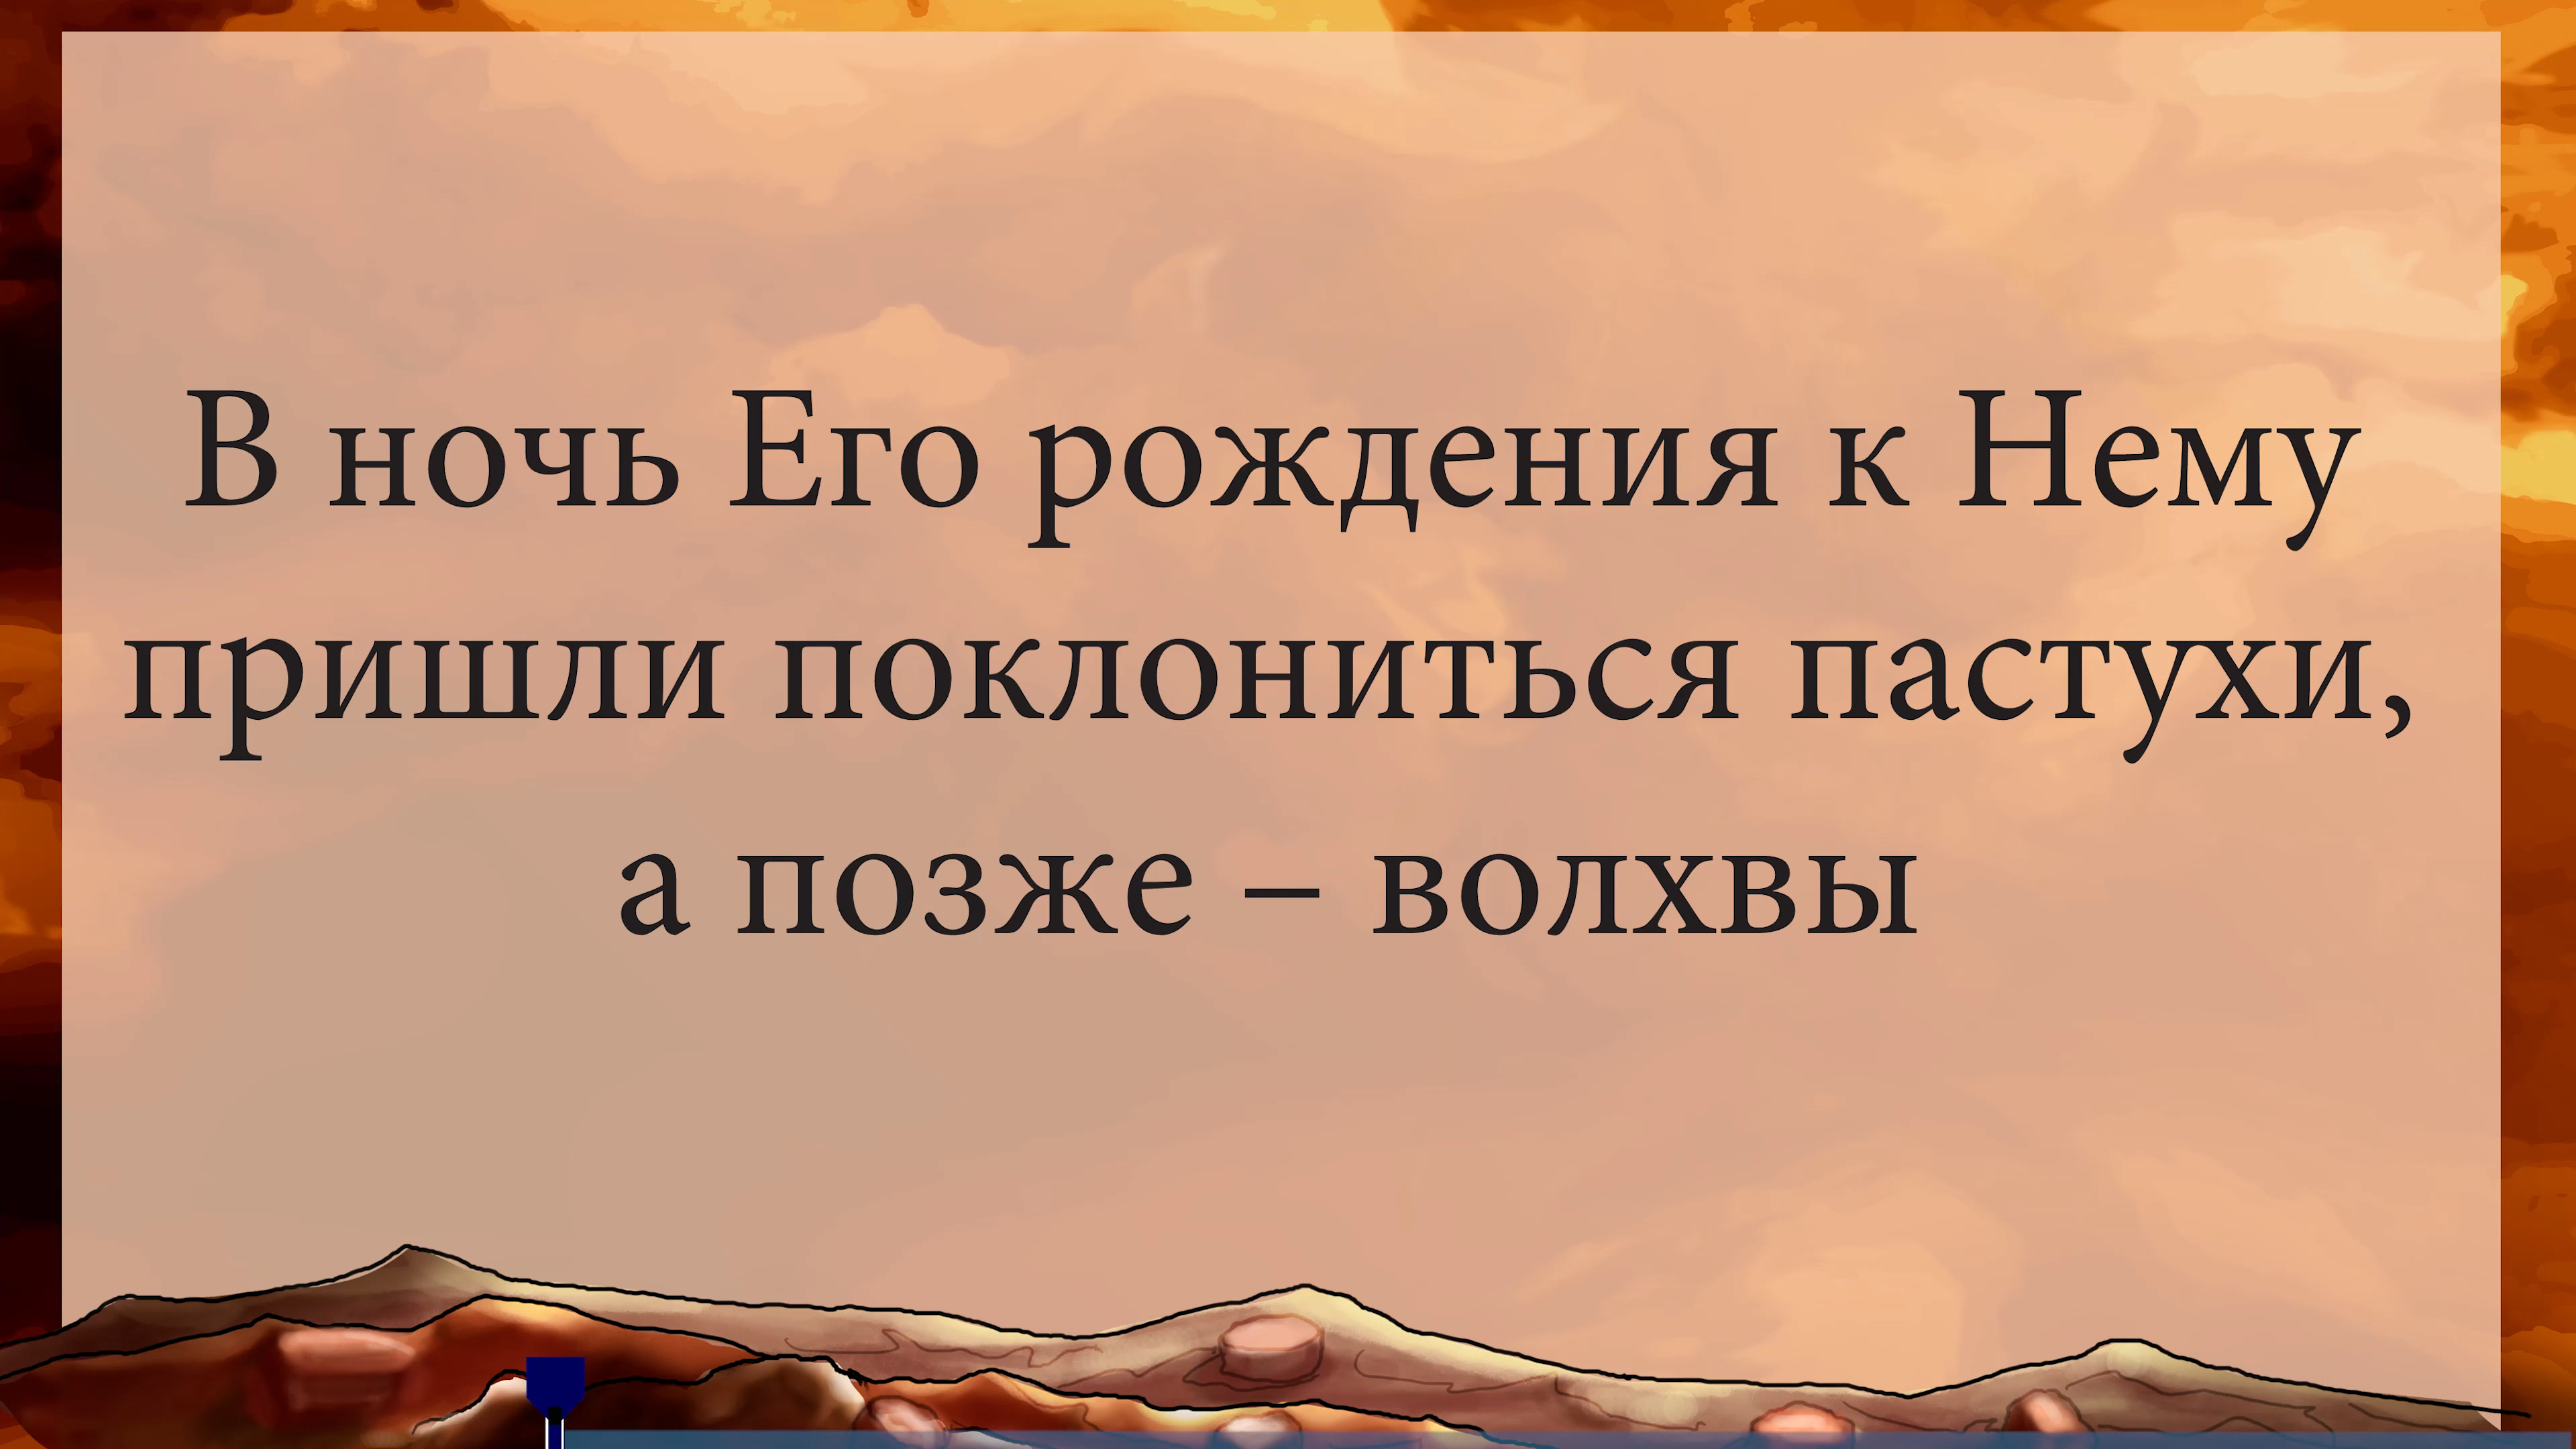 В ночь Его рождения к Нему
пришли поклониться пастухи,
а позже – волхвы